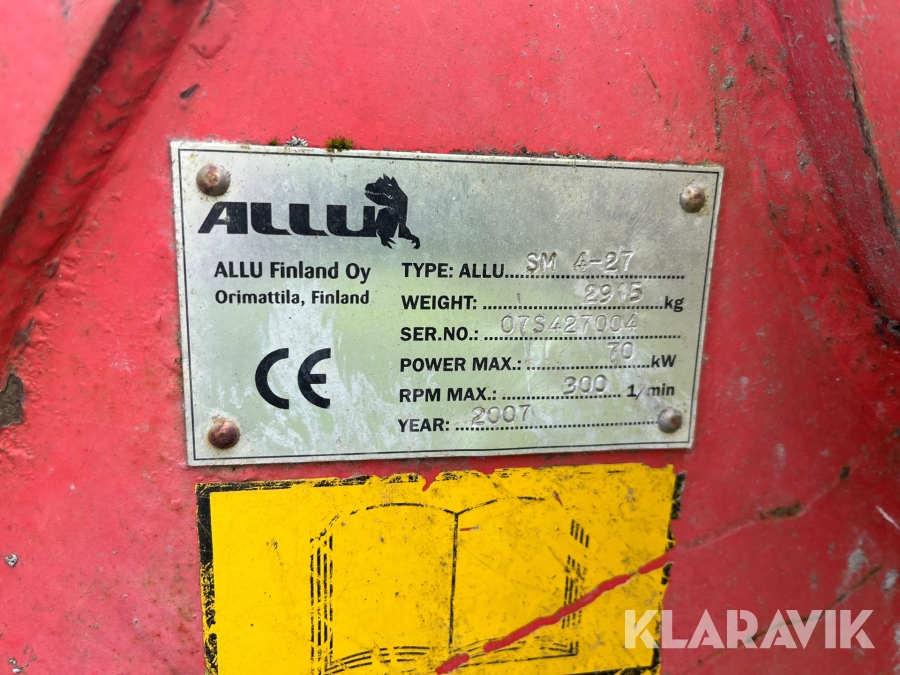 ALLU
ALLU Finland Oy
Orimattila, Finland
CE
TYPE: ALLU SM 4-27
WEIGHT: 2915 kg
SER.NO.: 07S427004
POWER MAX.: 70 kW
RPM MAX.: 300 1/min
YEAR: 2007
KLARAVIK